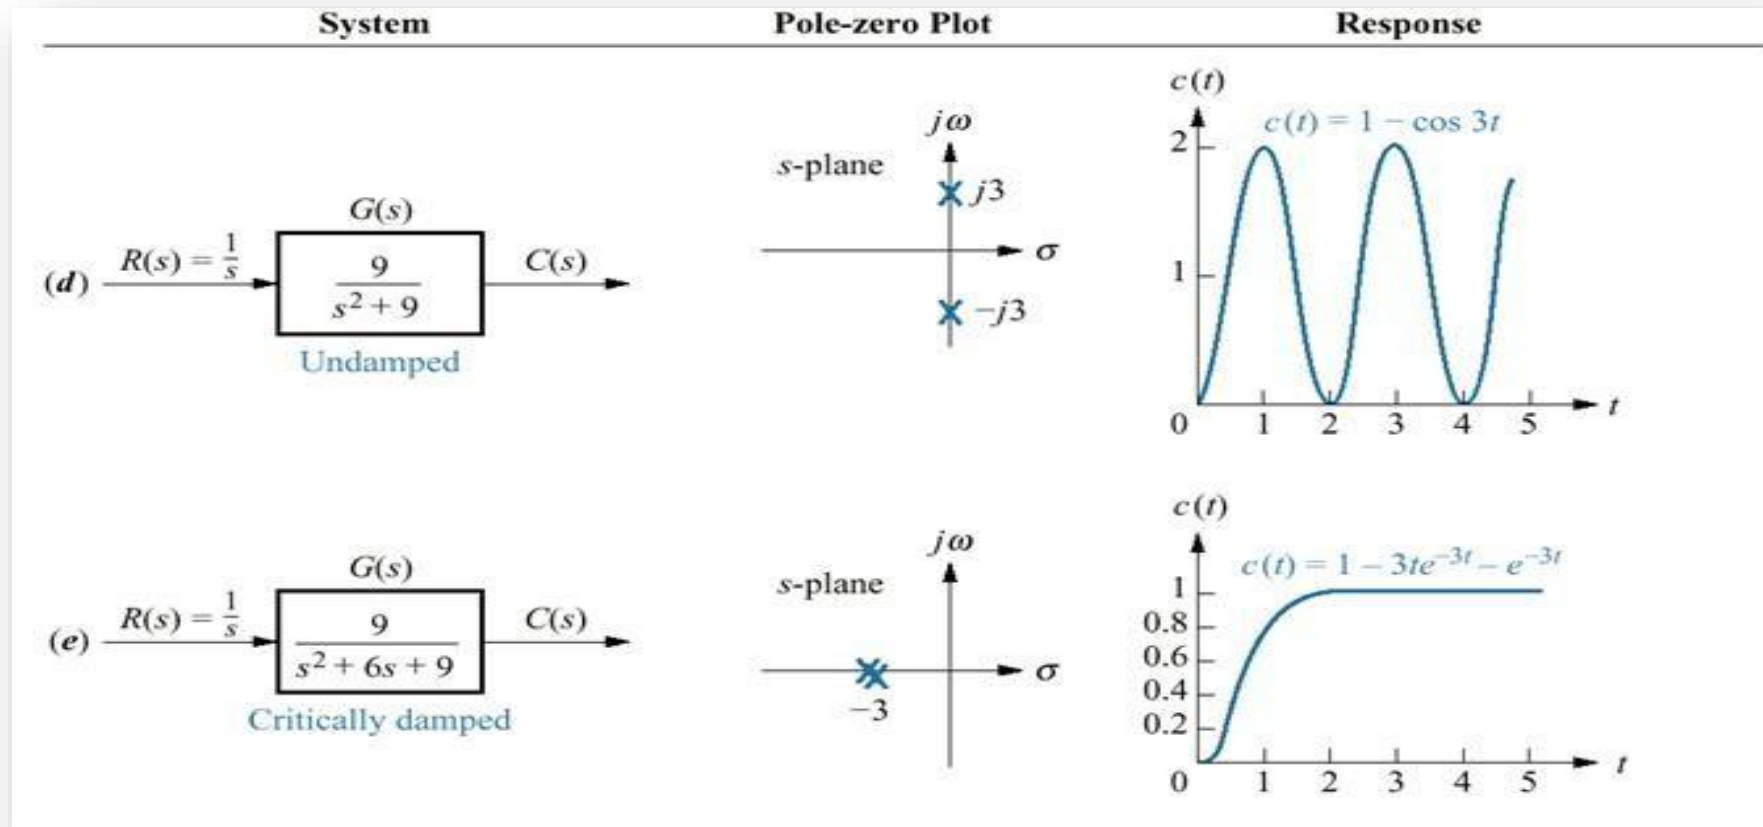 System Pole-zero Plot Response
c(t)
2
c(t) = 1 − cos 3t
jω
s-plane
j3
G(s)
(d) R(s) = 1/s
9
s² + 9
C(s)
σ
1
−j3
Undamped
t
0 1 2 3 4 5
c(t)
jω
c(t) = 1 − 3te⁻³ᵗ − e⁻³ᵗ
G(s)
s-plane
1
0.8
(e) R(s) = 1/s
9
s² + 6s + 9
C(s)
0.6
σ
0.4
−3
0.2
Critically damped
t
0 1 2 3 4 5